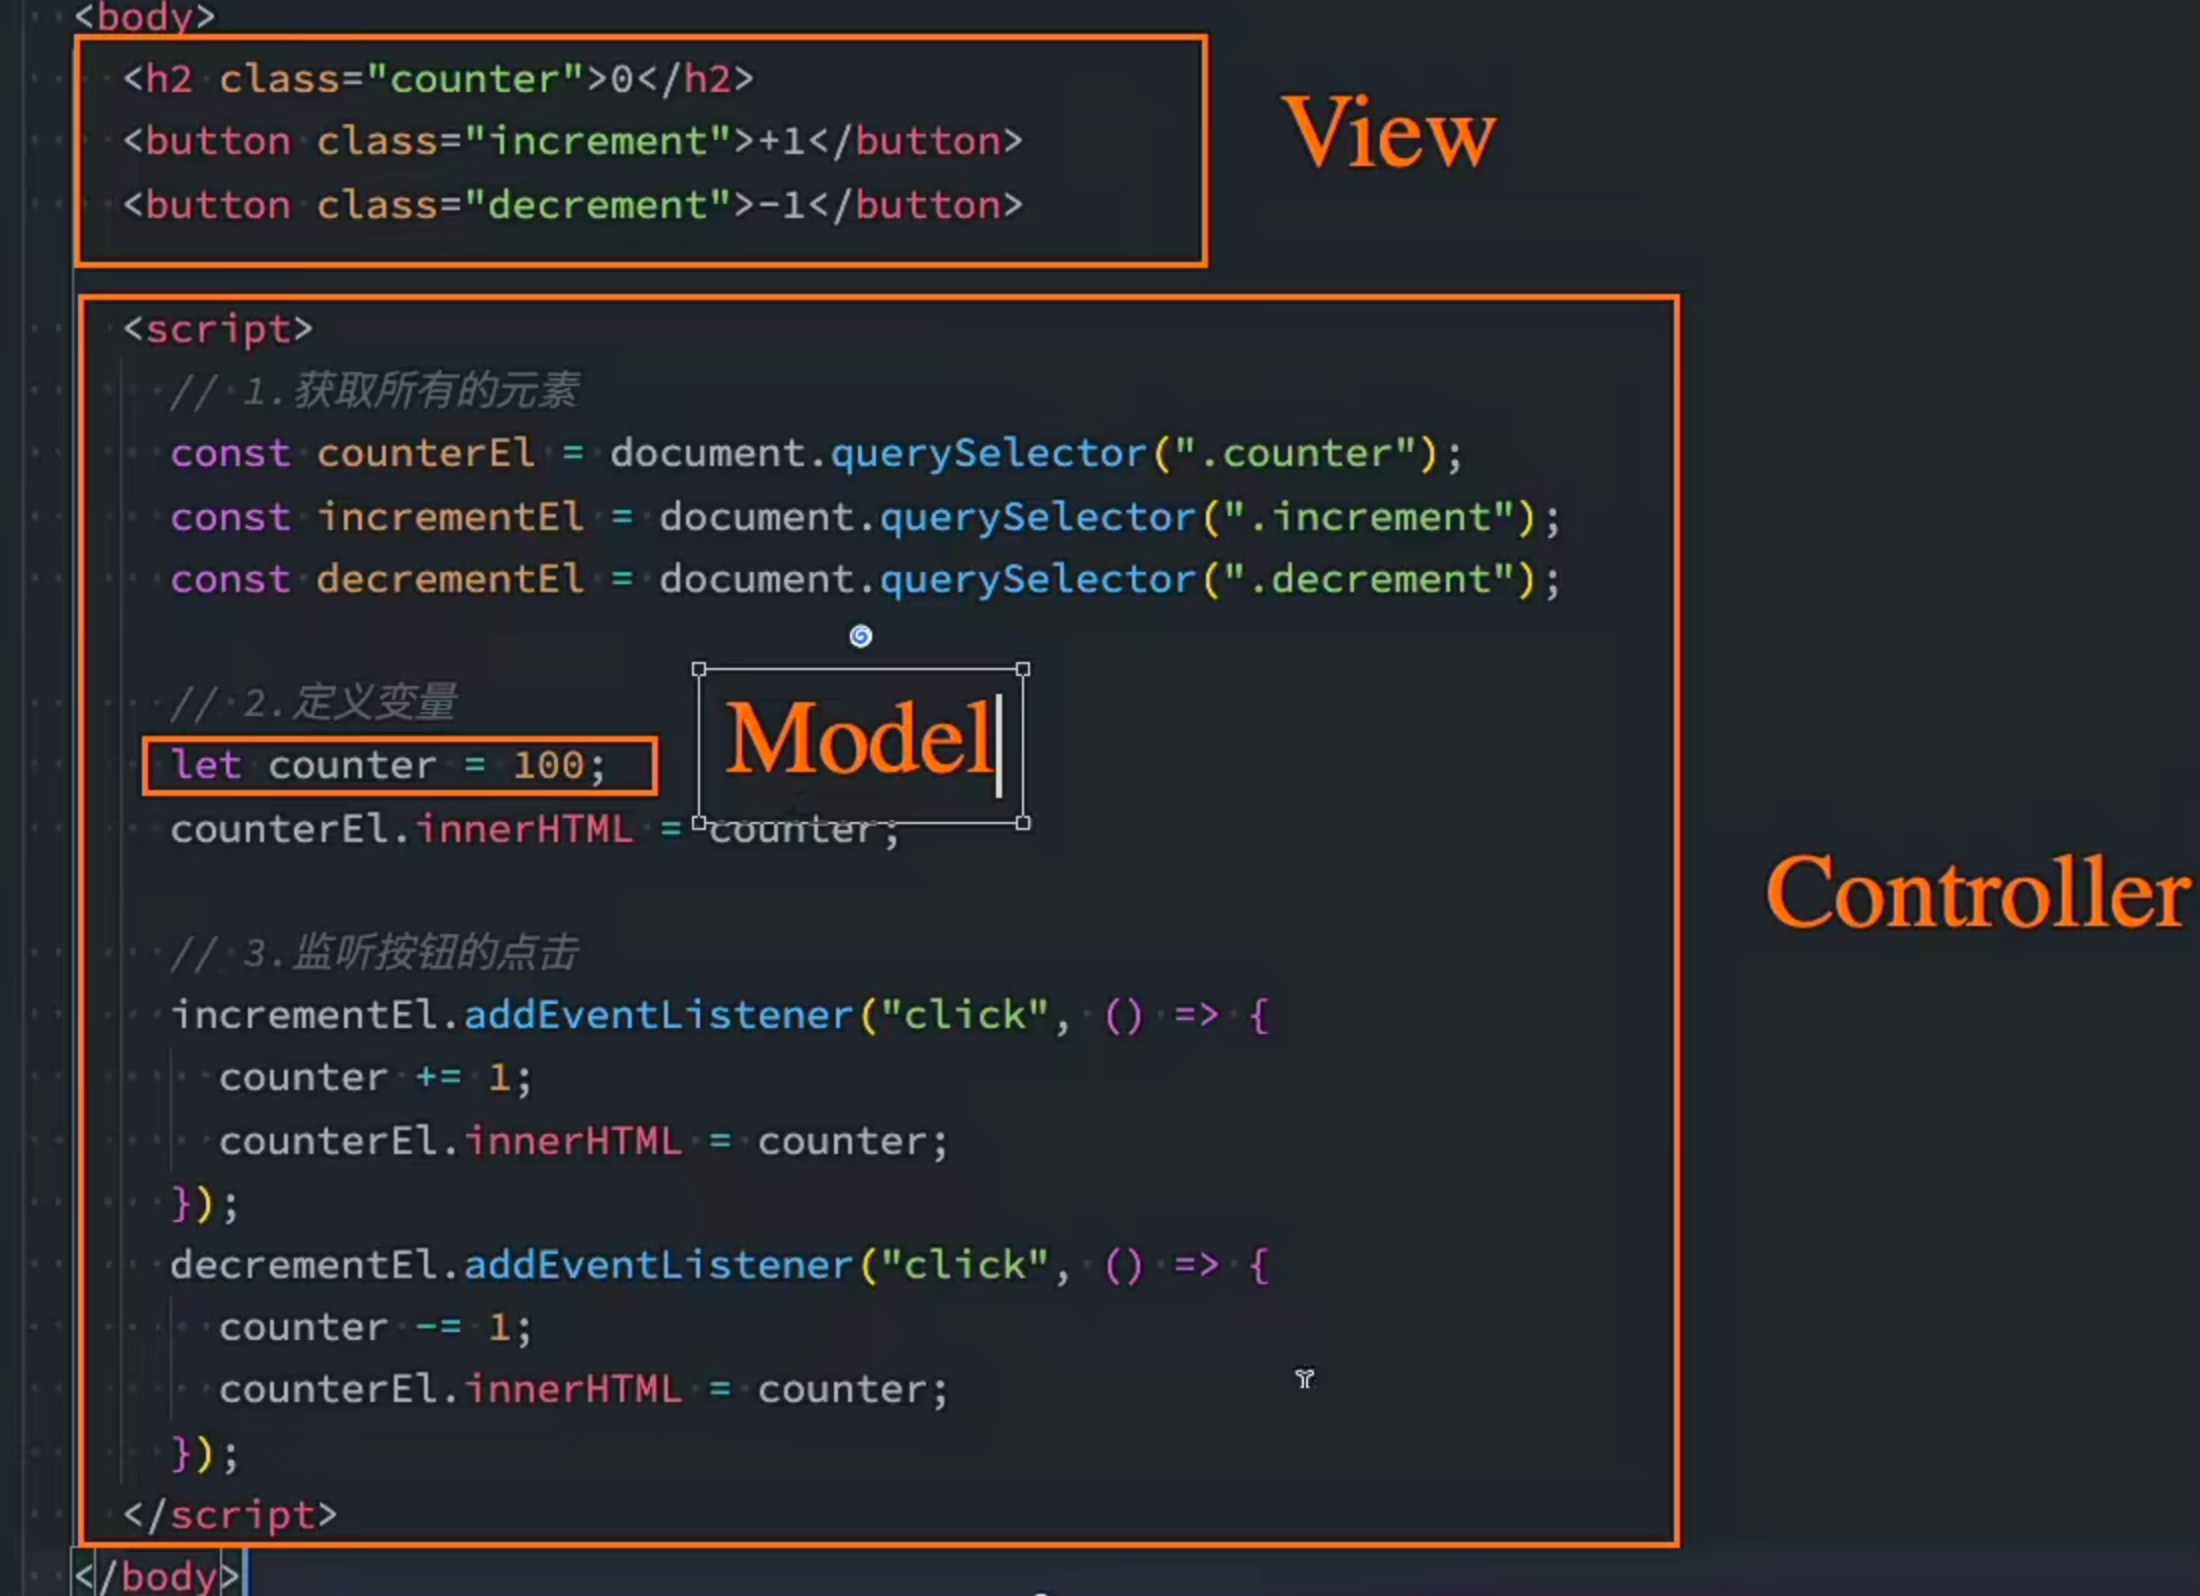 <body>
<h2 class="counter">0</h2>
View
<button class="increment">+1</button>
<button class="decrement">-1</button>
<script>
// 1.获取所有的元素
const counterEl = document.querySelector(".counter");
const incrementEl = document.querySelector(".increment");
const decrementEl = document.querySelector(".decrement");
// 2.定义变量
Model
let counter = 100;
counterEl.innerHTML = counter;
Controller
// 3.监听按钮的点击
incrementEl.addEventListener("click", () => {
counter += 1;
counterEl.innerHTML = counter;
});
decrementEl.addEventListener("click", () => {
counter -= 1;
counterEl.innerHTML = counter;
});
</script>
</body>